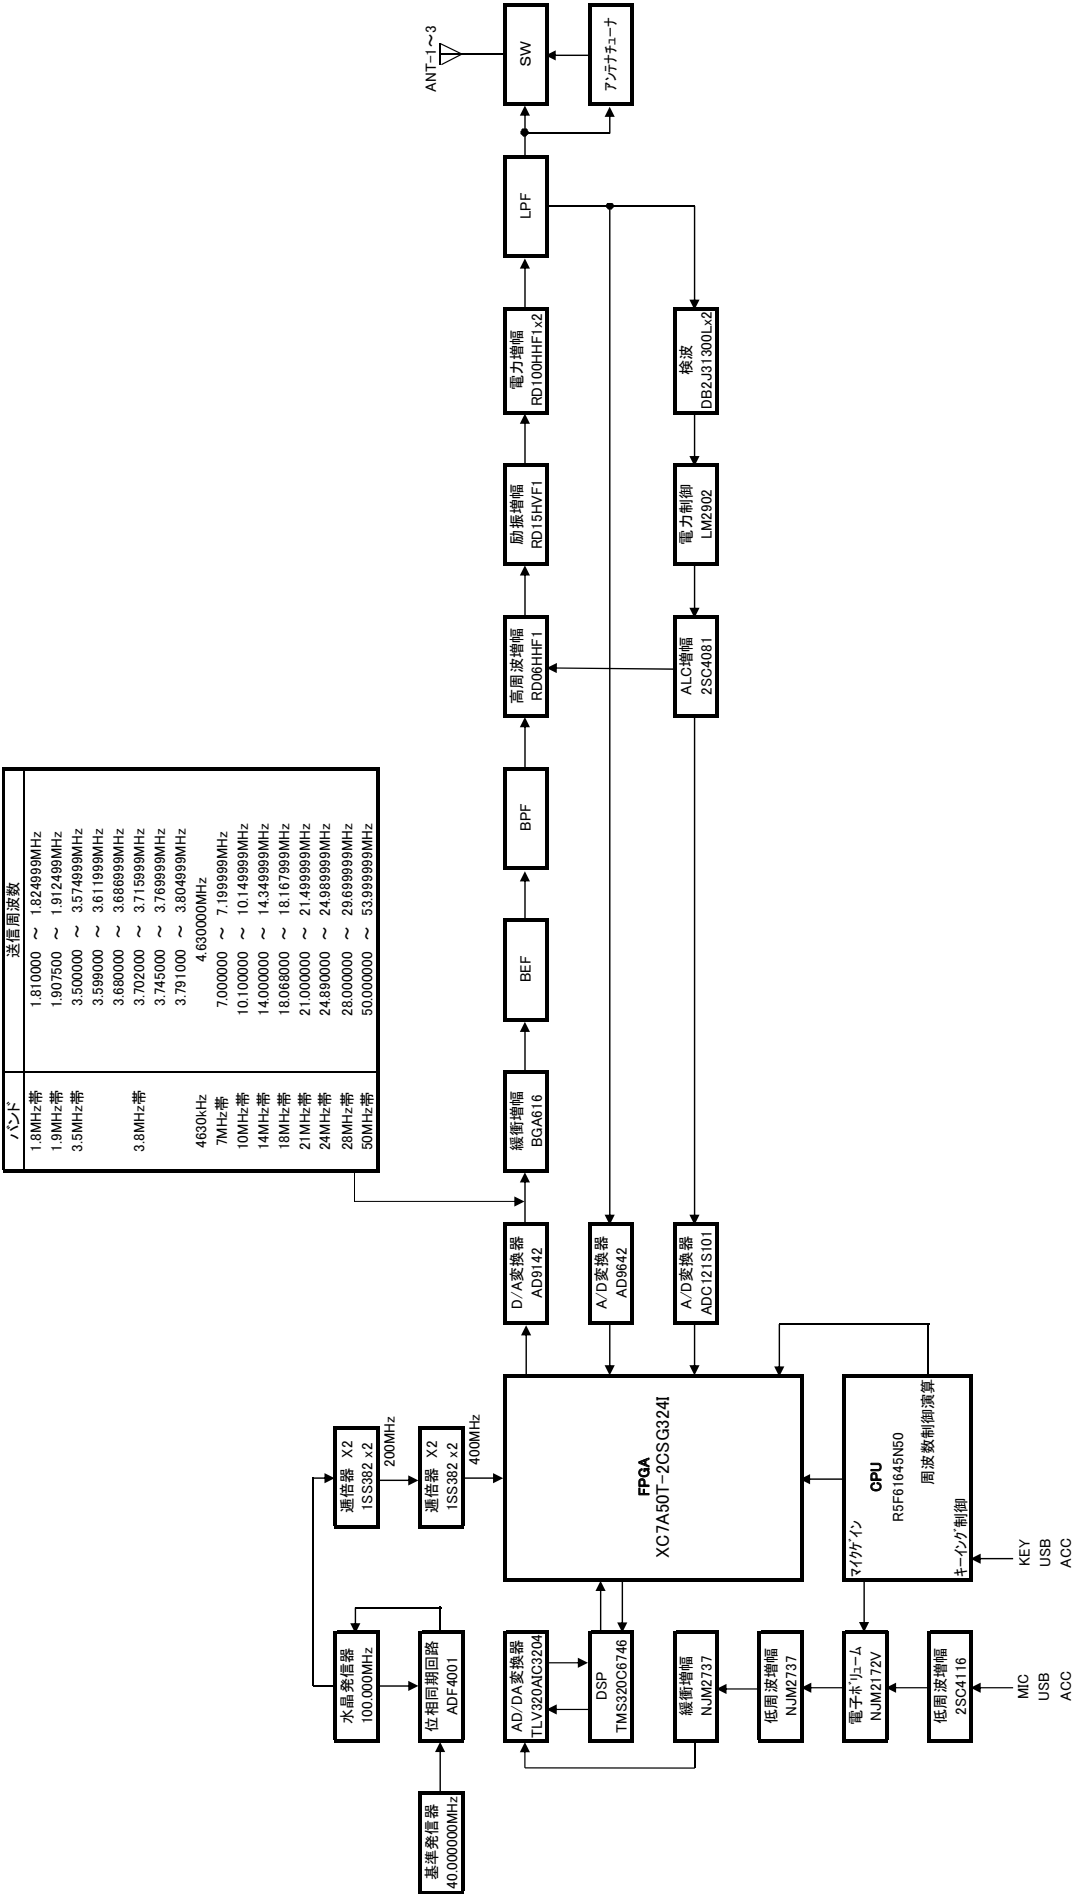 バンド
送信周波数
1.8MHz帯 1.810000 ～ 1.824999MHz
1.9MHz帯 1.907500 ～ 1.912499MHz
3.5MHz帯 3.500000 ～ 3.574999MHz
3.599000 ～ 3.611999MHz
3.680000 ～ 3.686999MHz
3.8MHz帯 3.702000 ～ 3.715999MHz
3.745000 ～ 3.769999MHz
3.791000 ～ 3.804999MHz
4630kHz 4.630000MHz
7MHz帯 7.000000 ～ 7.199999MHz
10MHz帯 10.100000 ～ 10.149999MHz
14MHz帯 14.000000 ～ 14.349999MHz
18MHz帯 18.068000 ～ 18.167999MHz
21MHz帯 21.000000 ～ 21.499999MHz
24MHz帯 24.890000 ～ 24.989999MHz
28MHz帯 28.000000 ～ 29.699999MHz
50MHz帯 50.000000 ～ 53.999999MHz
基準発信器
40.000000MHz
水晶発信器
100.000MHz
位相同期回路
ADF4001
逓倍器 X2
1SS382 x2
200MHz
逓倍器 X2
1SS382 x2
400MHz
AD/DA変換器
TLV320AIC3204
DSP
TMS320C6746
緩衝増幅
NJM2737
低周波増幅
NJM2737
電子ボリューム
NJM2172V
低周波増幅
2SC4116
MIC
USB
ACC
FPGA
XC7A50T-2CSG324I
マイクゲイン
CPU
R5F61645N50
周波数制御演算
キーイング制御
KEY
USB
ACC
D/A変換器
AD9142
A/D変換器
AD9642
A/D変換器
ADC121S101
緩衝増幅
BGA616
BEF
BPF
高周波増幅
RD06HHF1
励振増幅
RD15HVF1
電力増幅
RD100HHF1x2
LPF
ALC増幅
2SC4081
電力制御
LM2902
検波
DB2J31300Lx2
ANT-1～3
SW
アンテナチューナ